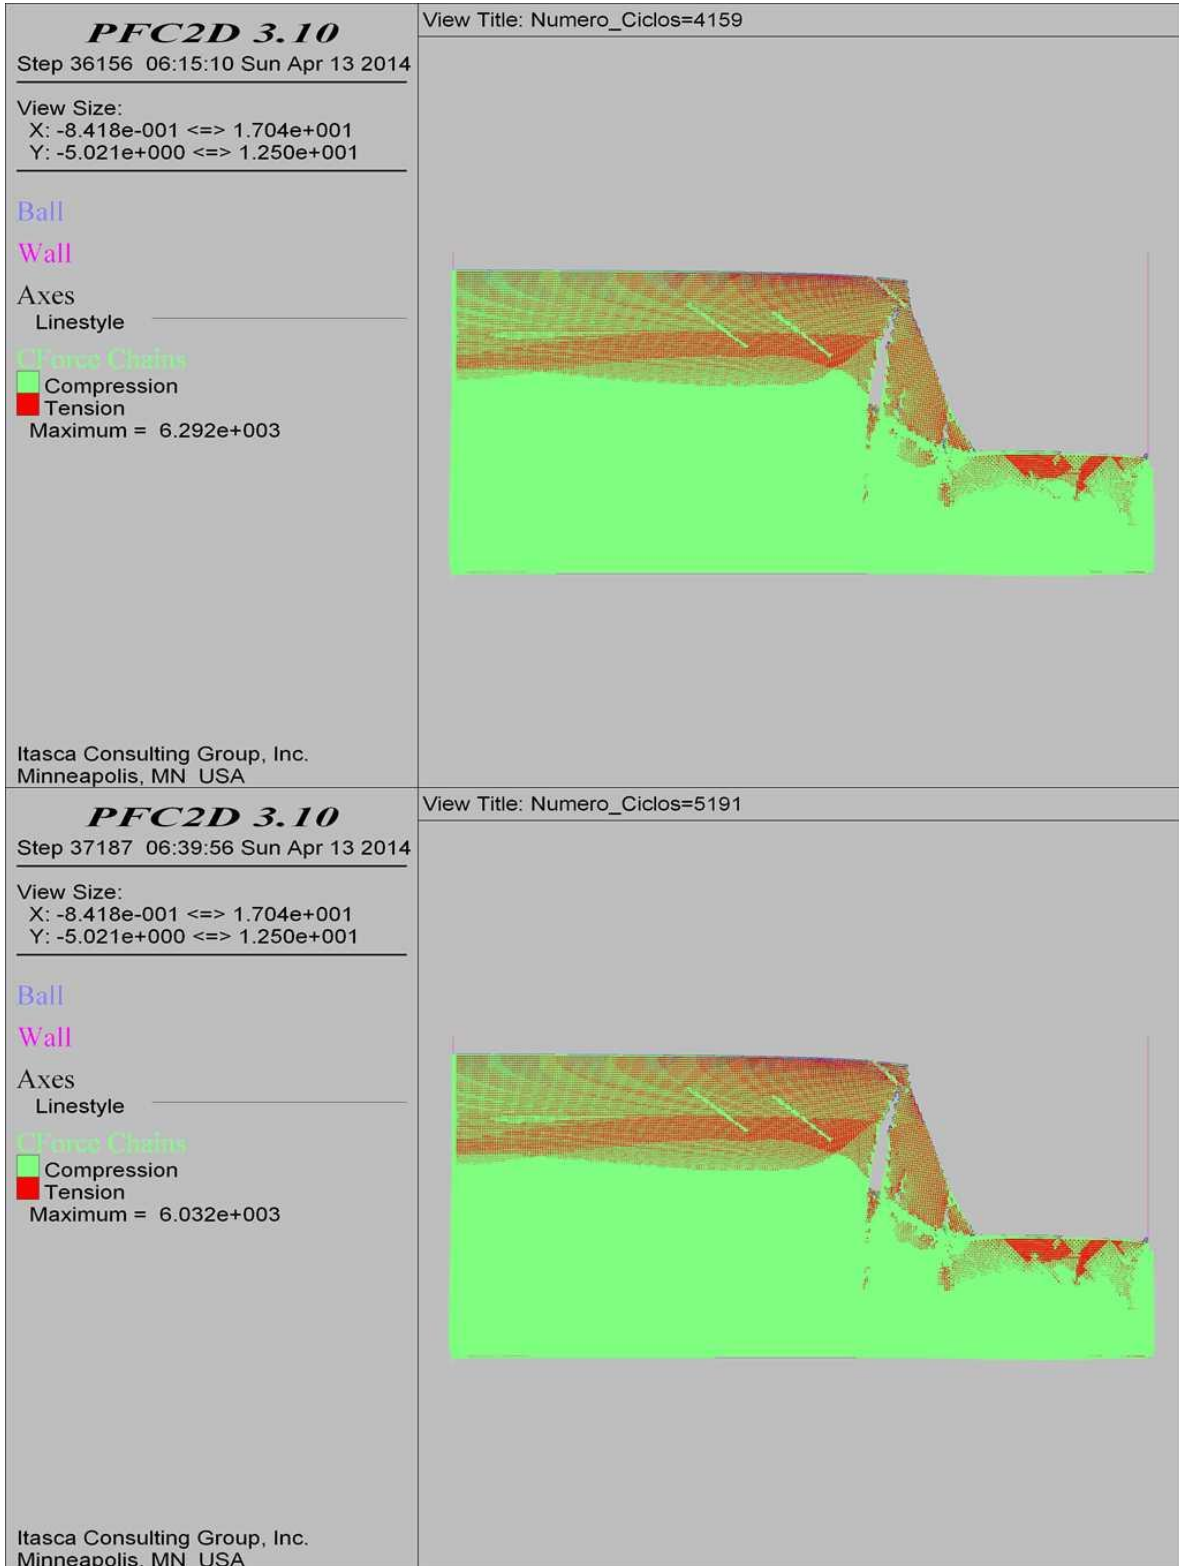 PFC2D 3.10
Step 36156 06:15:10 Sun Apr 13 2014
View Size:
X: -8.418e-001 <=> 1.704e+001
Y: -5.021e+000 <=> 1.250e+001
Ball
Wall
Axes
Linestyle
CForce Chains
Compression
Tension
Maximum = 6.292e+003
Itasca Consulting Group, Inc.
Minneapolis, MN USA
View Title: Numero_Ciclos=4159
PFC2D 3.10
Step 37187 06:39:56 Sun Apr 13 2014
View Size:
X: -8.418e-001 <=> 1.704e+001
Y: -5.021e+000 <=> 1.250e+001
Ball
Wall
Axes
Linestyle
CForce Chains
Compression
Tension
Maximum = 6.032e+003
Itasca Consulting Group, Inc.
Minneapolis, MN USA
View Title: Numero_Ciclos=5191